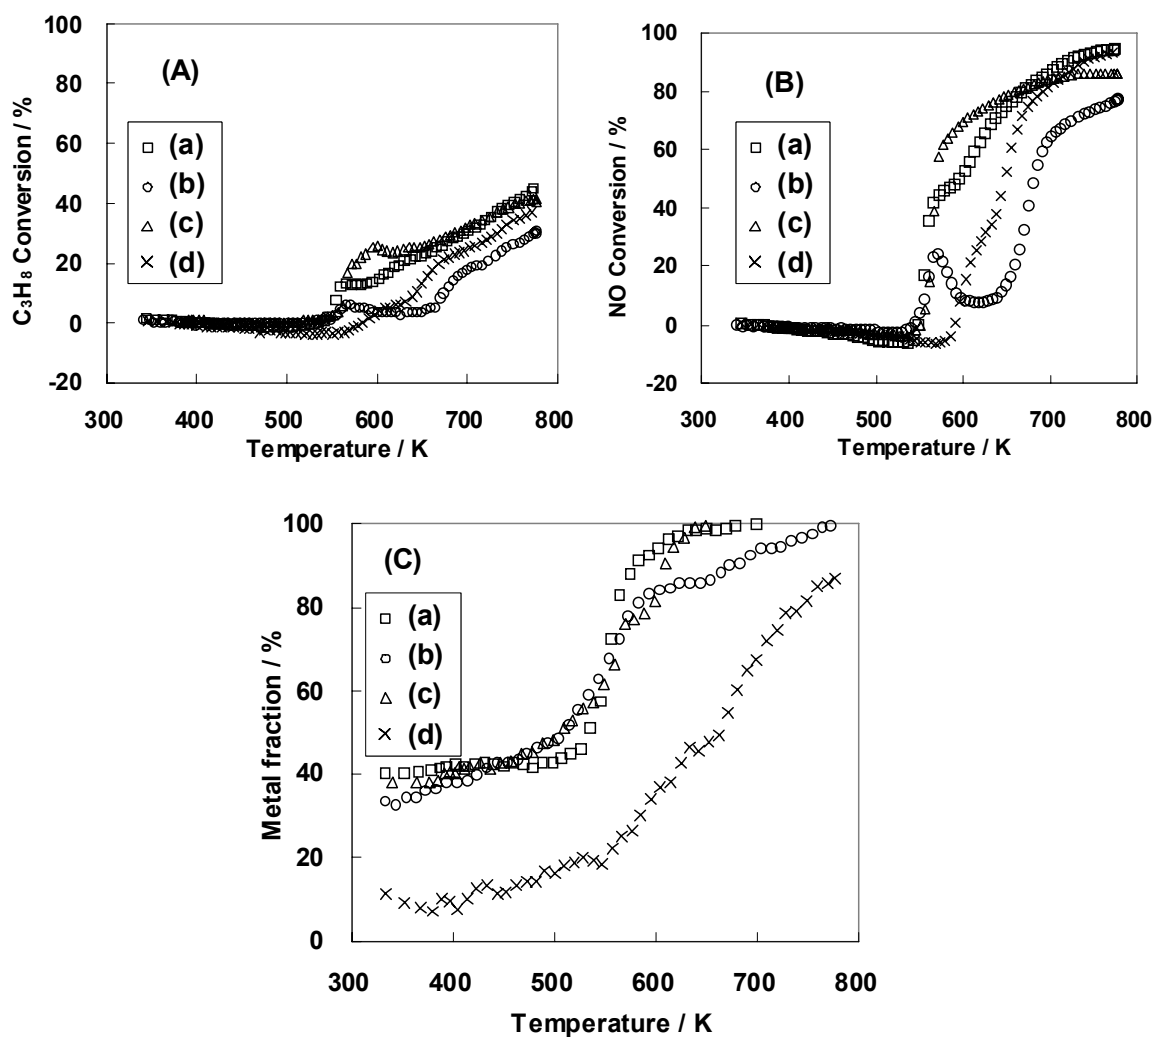 (A)
C₃H₈ Conversion / %
100
80
60
40
20
0
-20
(a)
(b)
(c)
(d)
300 400 500 600 700 800
Temperature / K
(B)
NO Conversion / %
100
80
60
40
20
0
-20
(a)
(b)
(c)
(d)
300 400 500 600 700 800
Temperature / K
(C)
Metal fraction / %
100
80
60
40
20
0
(a)
(b)
(c)
(d)
300 400 500 600 700 800
Temperature / K